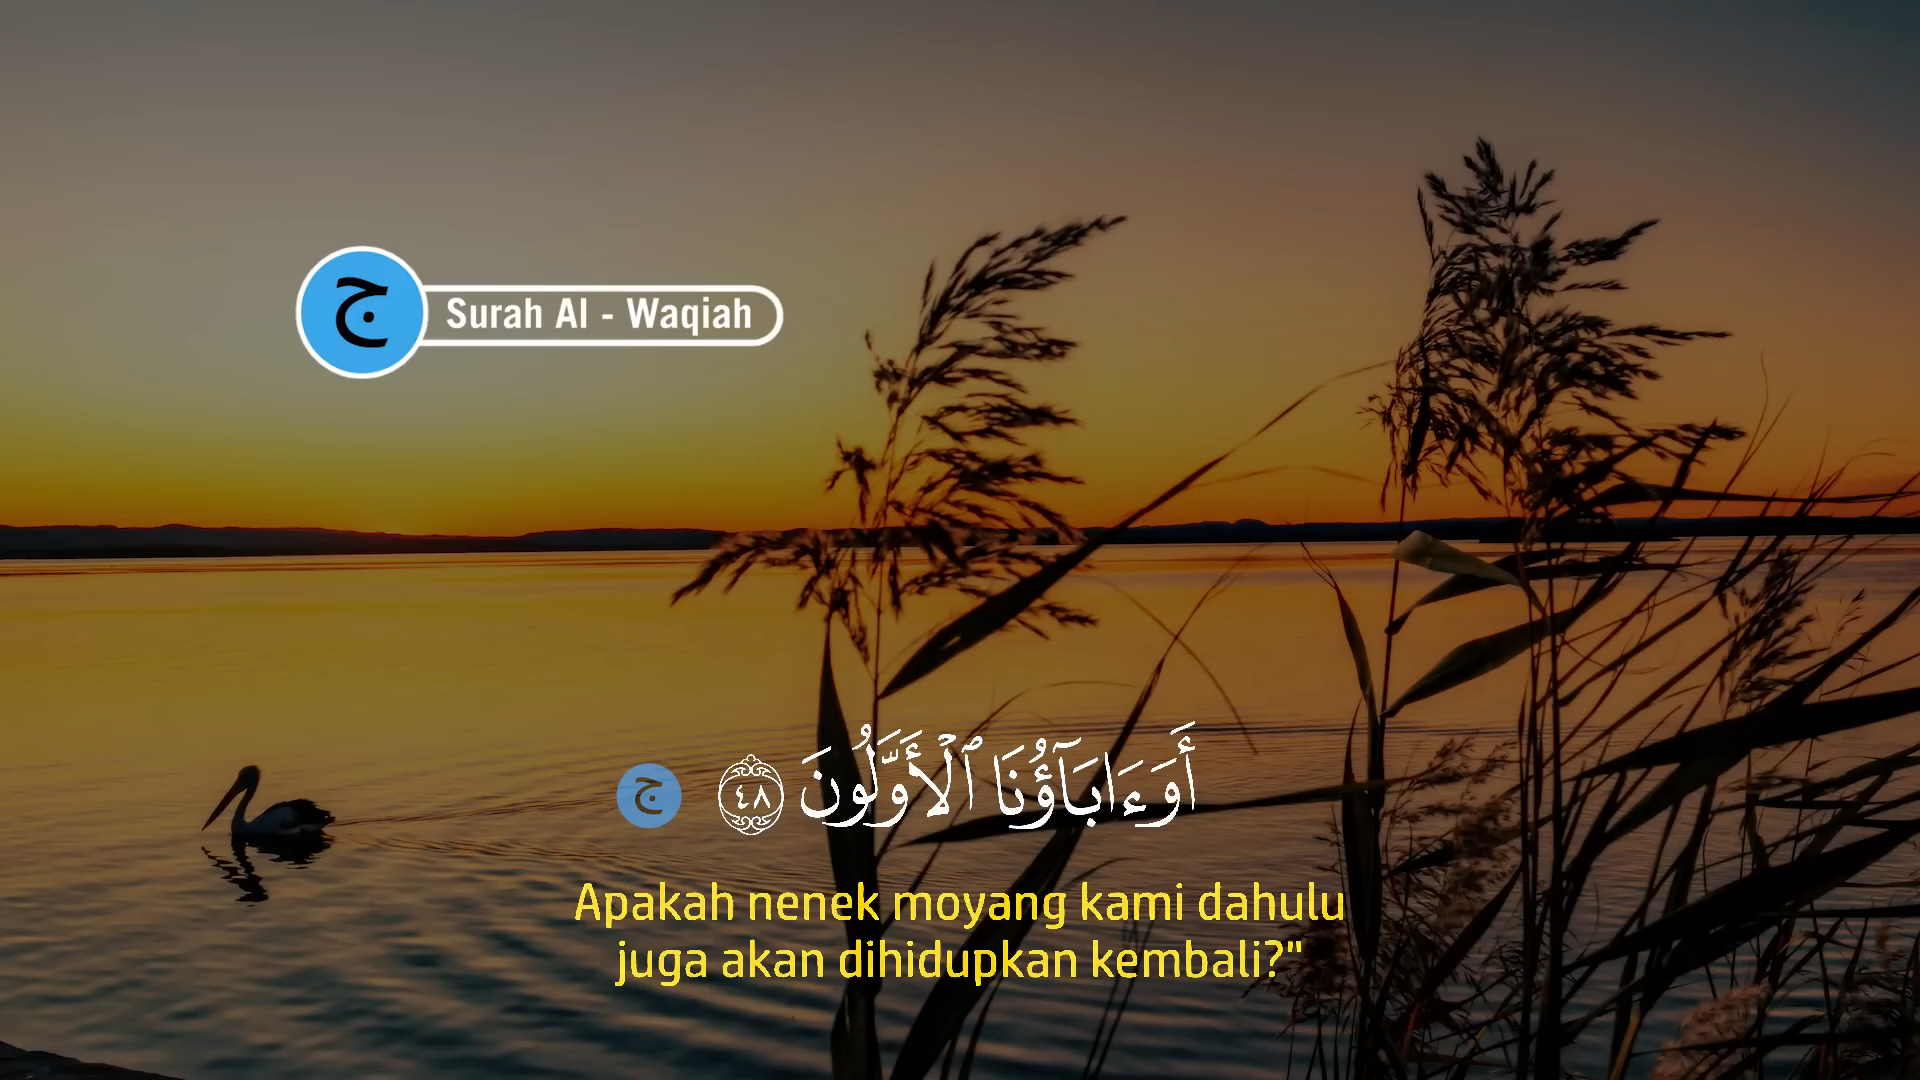 ج
Surah Al - Waqiah
أَوَءَابَآؤُنَا ٱلْأَوَّلُونَ ٤٨
ج
Apakah nenek moyang kami dahulu
juga akan dihidupkan kembali?"